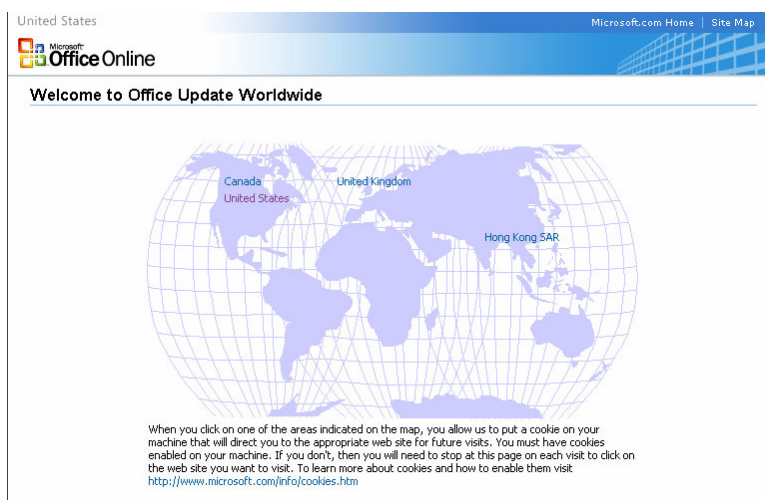 United States
Microsoft.com Home | Site Map
Microsoft
Office Online
Welcome to Office Update Worldwide
Canada
United Kingdom
United States
Hong Kong SAR
When you click on one of the areas indicated on the map, you allow us to put a cookie on your
machine that will direct you to the appropriate web site for future visits. You must have cookies
enabled on your machine. If you don't, then you will need to stop at this page on each visit to click on
the web site you want to visit. To learn more about cookies and how to enable them visit
http://www.microsoft.com/info/cookies.htm